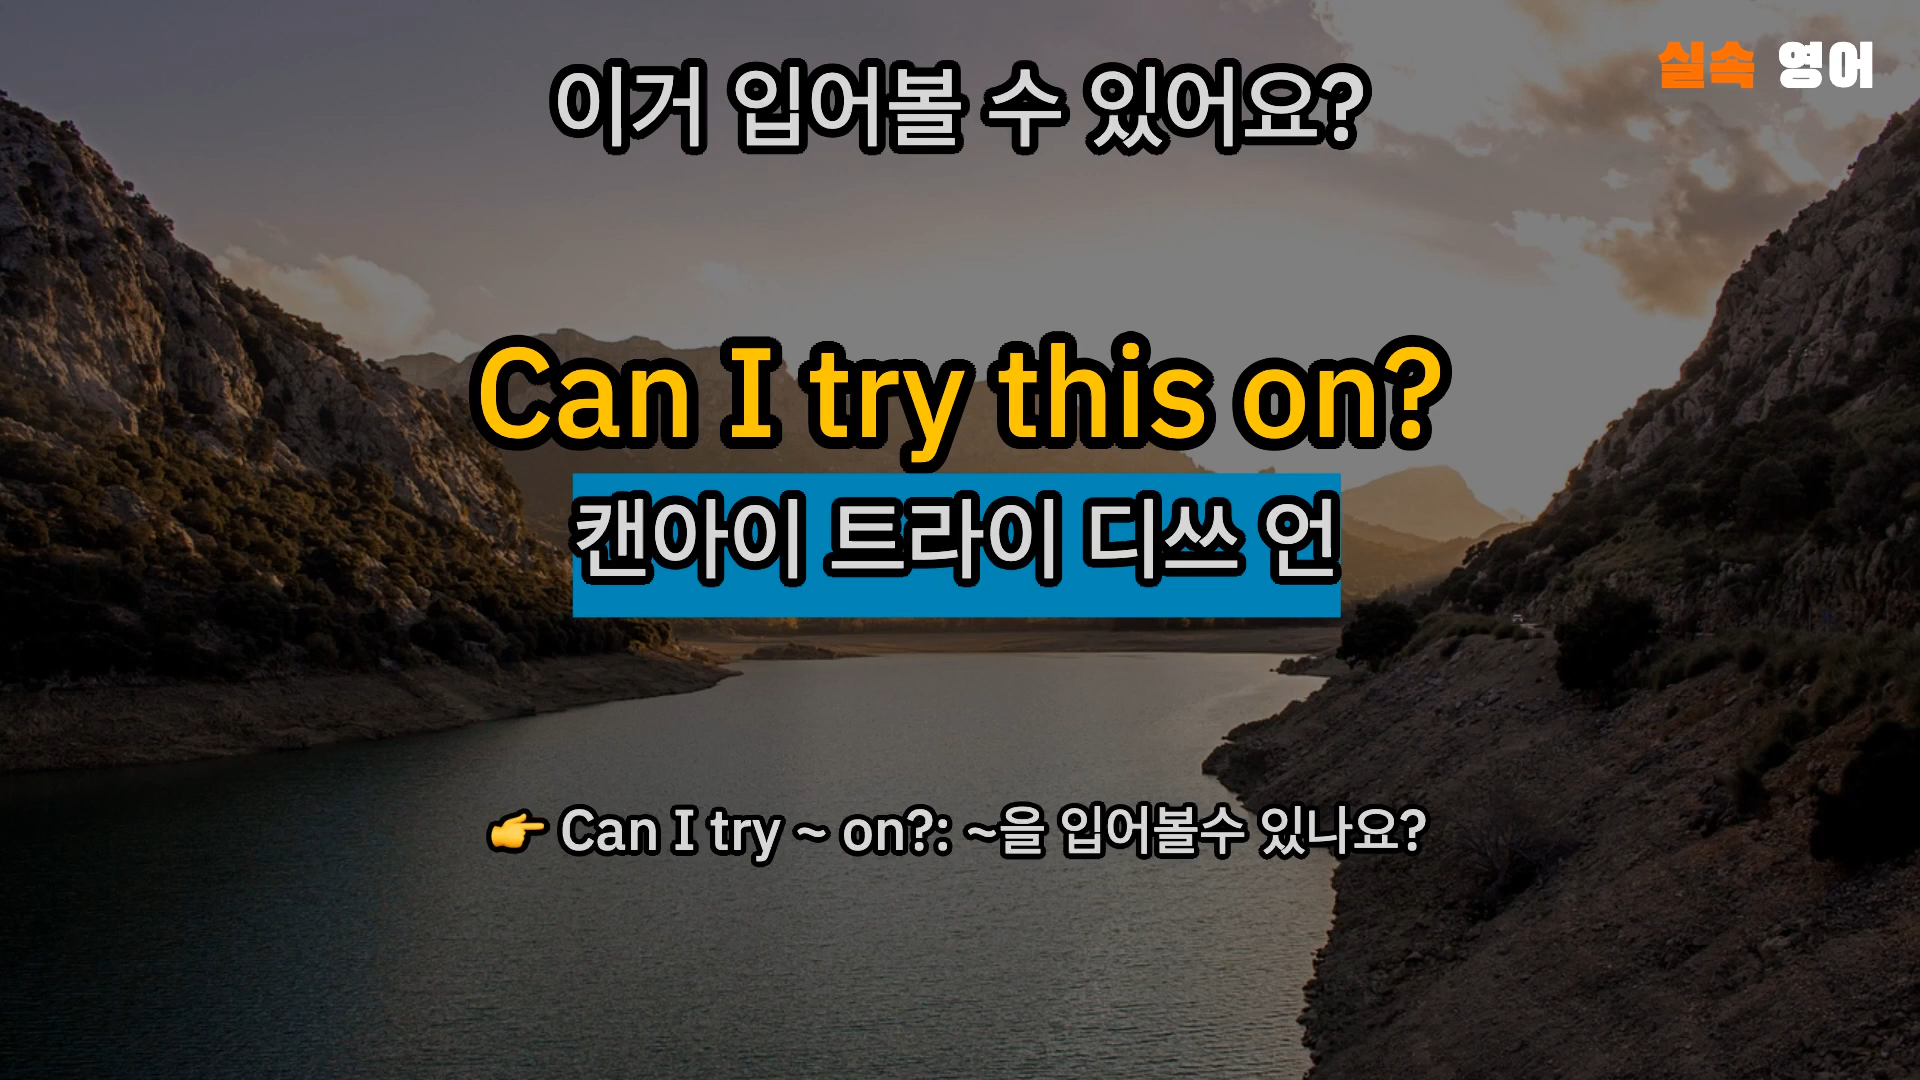 이거 입어볼 수 있어요?
실속 영어
Can I try this on?
캔아이 트라이 디쓰 언
👉 Can I try ~ on?: ~을 입어볼수 있나요?